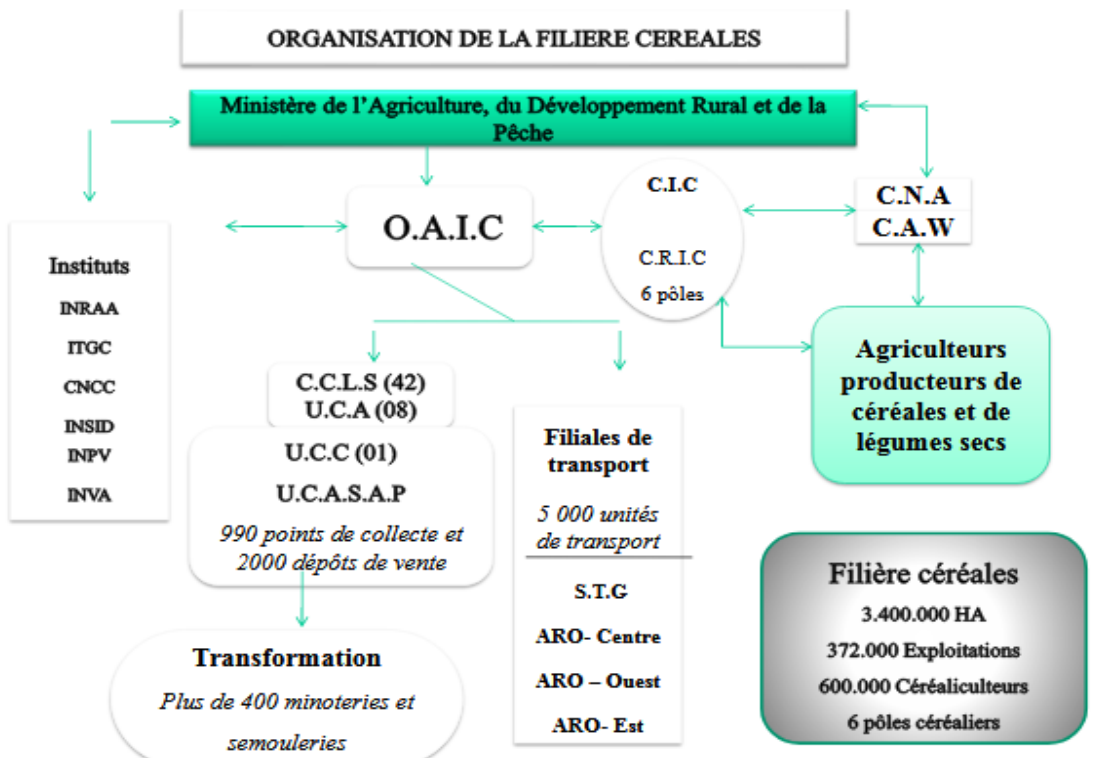 ORGANISATION DE LA FILIERE CEREALES
Ministère de l'Agriculture, du Développement Rural et de la
Pêche
O.A.I.C
C.I.C
C.R.I.C
6 pôles
C.N.A
C.A.W
Instituts
INRAA
ITGC
CNCC
INSID
INPV
INVA
C.C.L.S (42)
U.C.A (08)
U.C.C (01)
U.C.A.S.A.P
990 points de collecte et
2000 dépôts de vente
Transformation
Plus de 400 minoteries et
semouleries
Filiales de
transport
5 000 unités
de transport
S.T.G
ARO- Centre
ARO – Ouest
ARO- Est
Agriculteurs
producteurs de
céréales et de
légumes secs
Filière céréales
3.400.000 HA
372.000 Exploitations
600.000 Céréaliculteurs
6 pôles céréaliers